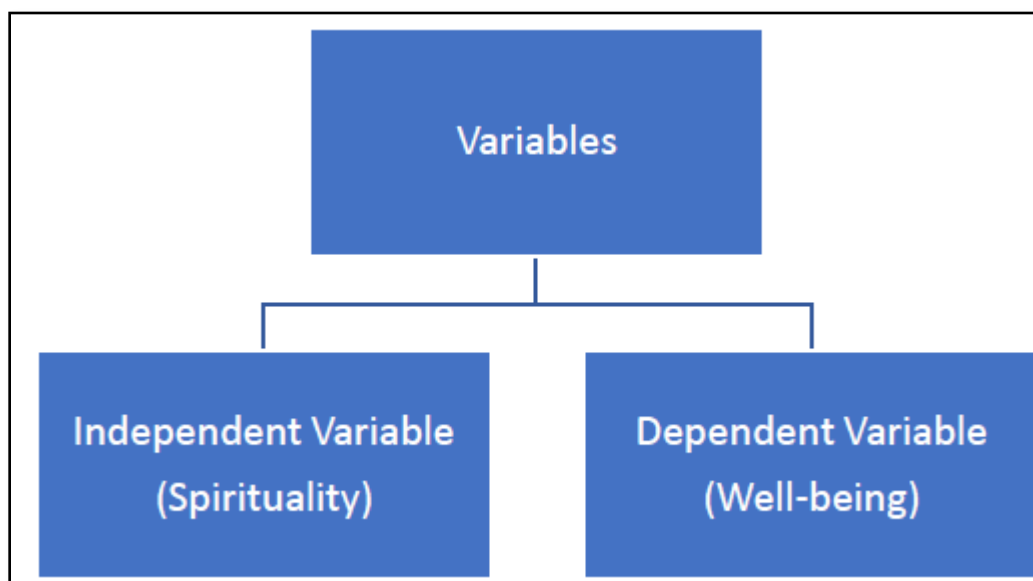 Variables
Independent Variable
(Spirituality)
Dependent Variable
(Well-being)